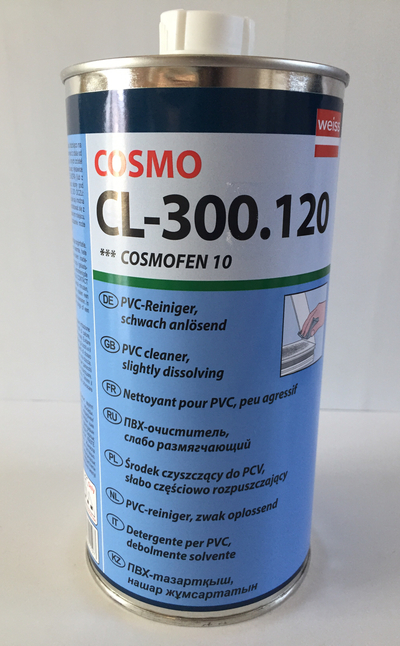 weiss
COSMO
CL-300.120
*** COSMOFEN 10
DE PVC-Reiniger,
schwach anlösend
GB PVC cleaner,
slightly dissolving
FR Nettoyant pour PVC, peu agressif
RU ПВХ-очиститель,
слабо размягчающий
PL Środek czyszczący do PCV,
słabo częściowo rozpuszczający
NL PVC-reiniger, zwak oplossend
IT Detergente per PVC,
debolmente solvente
KZ ПВХ-тазартқыш,
нашар жұмсартатын